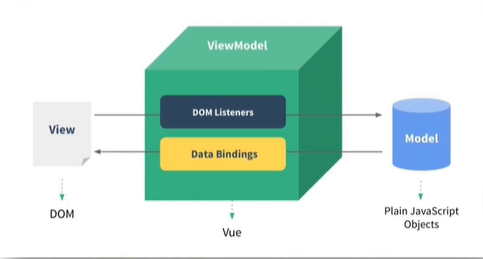 ViewModel
DOM Listeners
View
Data Bindings
Model
DOM
Vue
Plain JavaScript
Objects